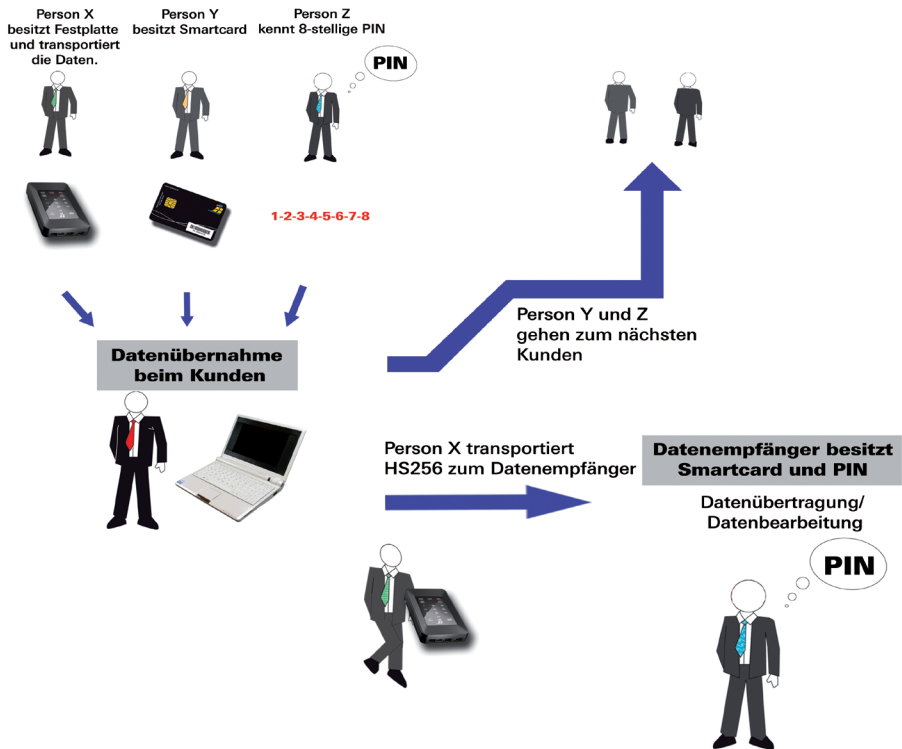 Person X
besitzt Festplatte
und transportiert
die Daten.
Person Y
besitzt Smartcard
Person Z
kennt 8-stellige PIN
PIN
1-2-3-4-5-6-7-8
Person Y und Z
gehen zum nächsten
Kunden
Datenübernahme
beim Kunden
Person X transportiert
HS256 zum Datenempfänger
Datenempfänger besitzt
Smartcard und PIN
Datenübertragung/
Datenbearbeitung
PIN